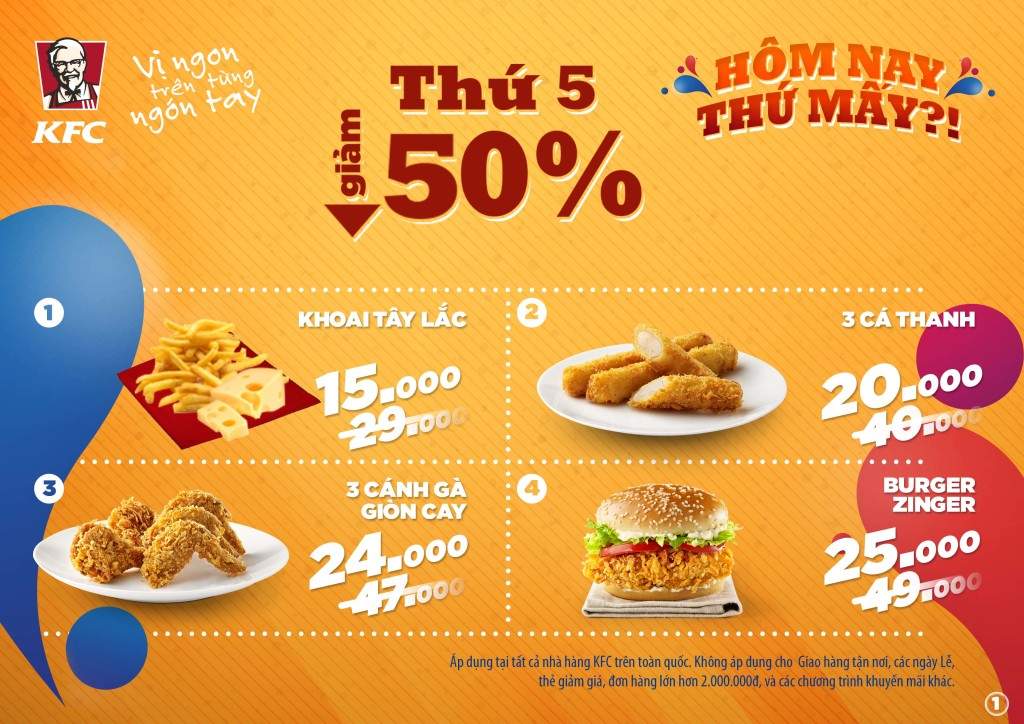 KFC
Vị ngon
trên từng
ngón tay
Thứ 5
giảm
50%
HÔM NAY
THỨ MẤY?!
1
KHOAI TÂY LẮC
15.000
29.000
2
3 CÁ THANH
20.000
40.000
3
3 CÁNH GÀ
GIÒN CAY
24.000
47.000
4
BURGER
ZINGER
25.000
49.000
Áp dụng tại tất cả nhà hàng KFC trên toàn quốc. Không áp dụng cho Giao hàng tận nơi, các ngày Lễ,
thẻ giảm giá, đơn hàng lớn hơn 2.000.000đ, và các chương trình khuyến mãi khác.
1